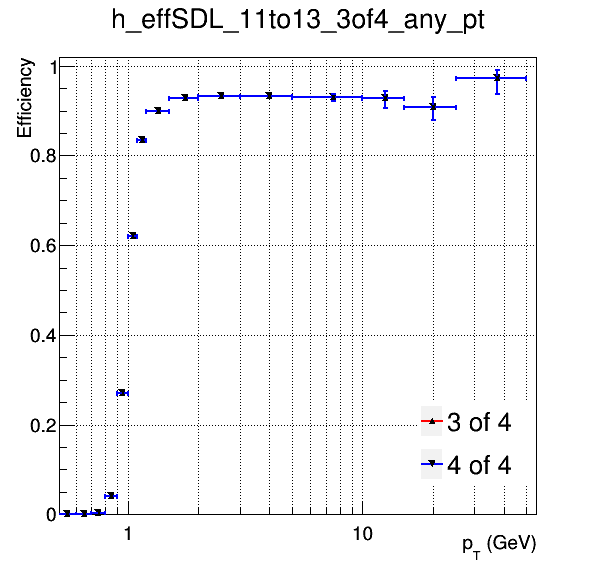 h_effSDL_11to13_3of4_any_pt
Efficiency
1
0.8
0.6
0.4
0.2
0
3 of 4
4 of 4
1
10
p_T (GeV)